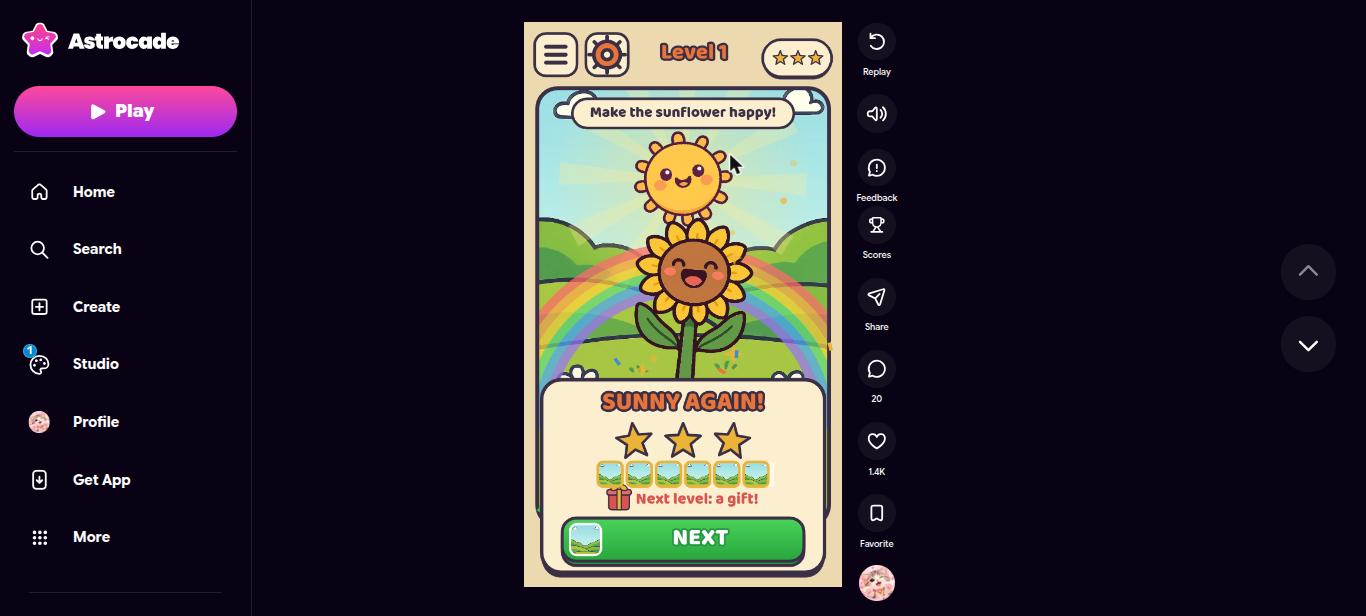 Astrocade
Play
Home
Search
Create
1
Studio
Profile
Get App
More
Level 1
Make the sunflower happy!
SUNNY AGAIN!
Next level: a gift!
NEXT
Replay
Feedback
Scores
Share
20
1.4K
Favorite